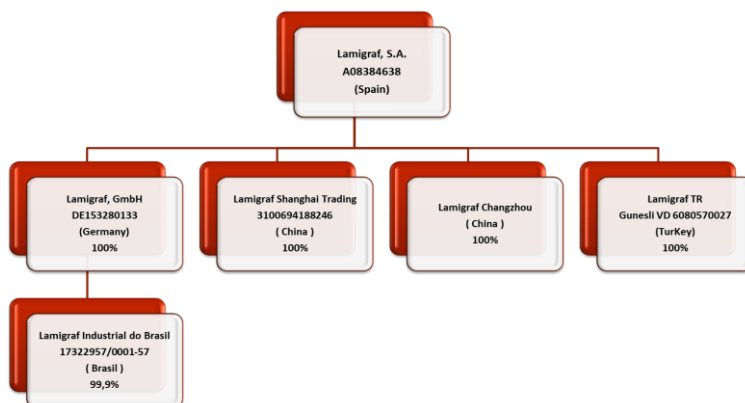 Lamigraf, S.A.
A08384638
(Spain)
Lamigraf, GmbH
DE153280133
(Germany)
100%
Lamigraf Shanghai Trading
3100694188246
( China )
100%
Lamigraf Changzhou
( China )
100%
Lamigraf TR
Gunesli VD 6080570027
(TurKey)
100%
Lamigraf Industrial do Brasil
17322957/0001-57
( Brasil )
99,9%